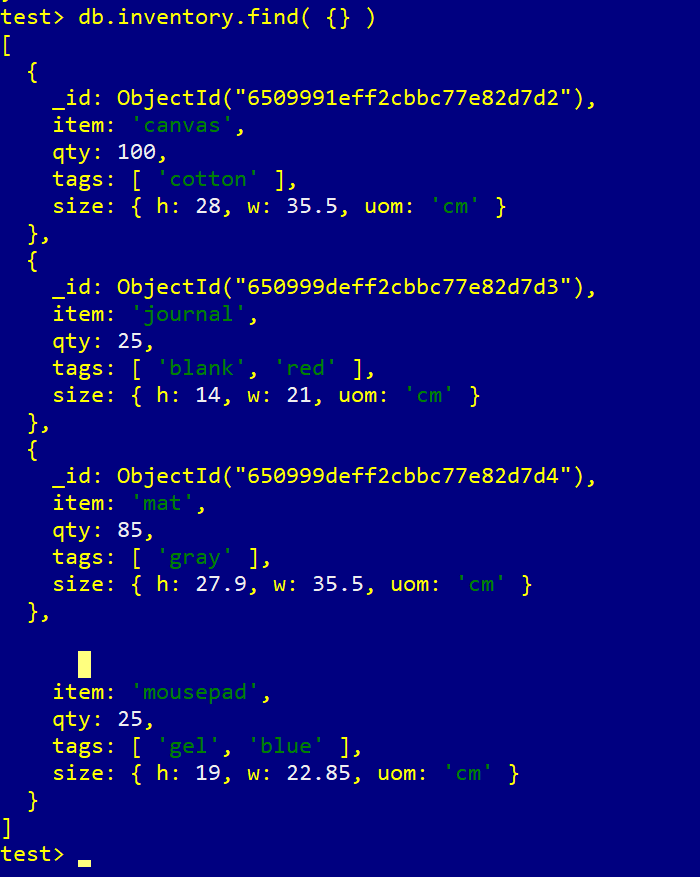 test> db.inventory.find( {} )
[
  {
    _id: ObjectId("6509991eff2cbbc77e82d7d2"),
    item: 'canvas',
    qty: 100,
    tags: [ 'cotton' ],
    size: { h: 28, w: 35.5, uom: 'cm' }
  },
  {
    _id: ObjectId("650999deff2cbbc77e82d7d3"),
    item: 'journal',
    qty: 25,
    tags: [ 'blank', 'red' ],
    size: { h: 14, w: 21, uom: 'cm' }
  },
  {
    _id: ObjectId("650999deff2cbbc77e82d7d4"),
    item: 'mat',
    qty: 85,
    tags: [ 'gray' ],
    size: { h: 27.9, w: 35.5, uom: 'cm' }
  },
    item: 'mousepad',
    qty: 25,
    tags: [ 'gel', 'blue' ],
    size: { h: 19, w: 22.85, uom: 'cm' }
  }
]
test>